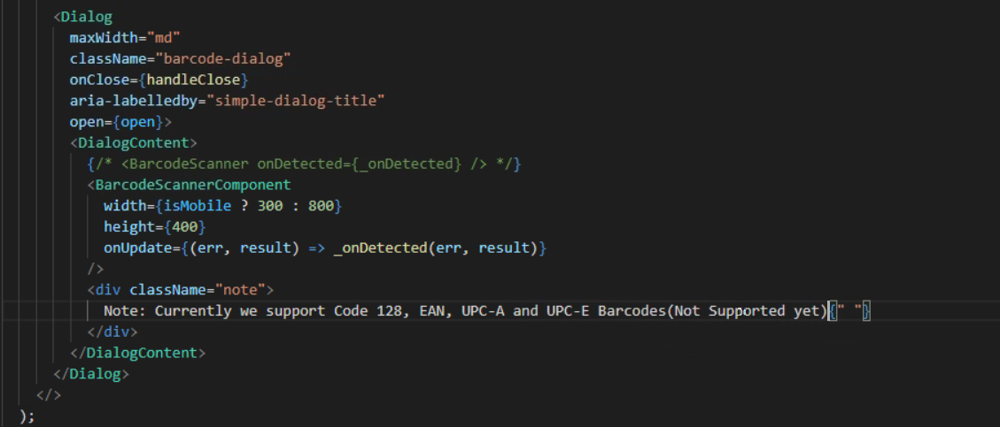 <Dialog
maxWidth="md"
className="barcode-dialog"
onClose={handleClose}
aria-labelledby="simple-dialog-title"
open={open}>
<DialogContent>
{/* <BarcodeScanner onDetected={_onDetected} /> */}
<BarcodeScannerComponent
width={isMobile ? 300 : 800}
height={400}
onUpdate={(err, result) => _onDetected(err, result)}
/>
<div className="note">
Note: Currently we support Code 128, EAN, UPC-A and UPC-E Barcodes(Not Supported yet){" "}
</div>
</DialogContent>
</Dialog>
</>
);